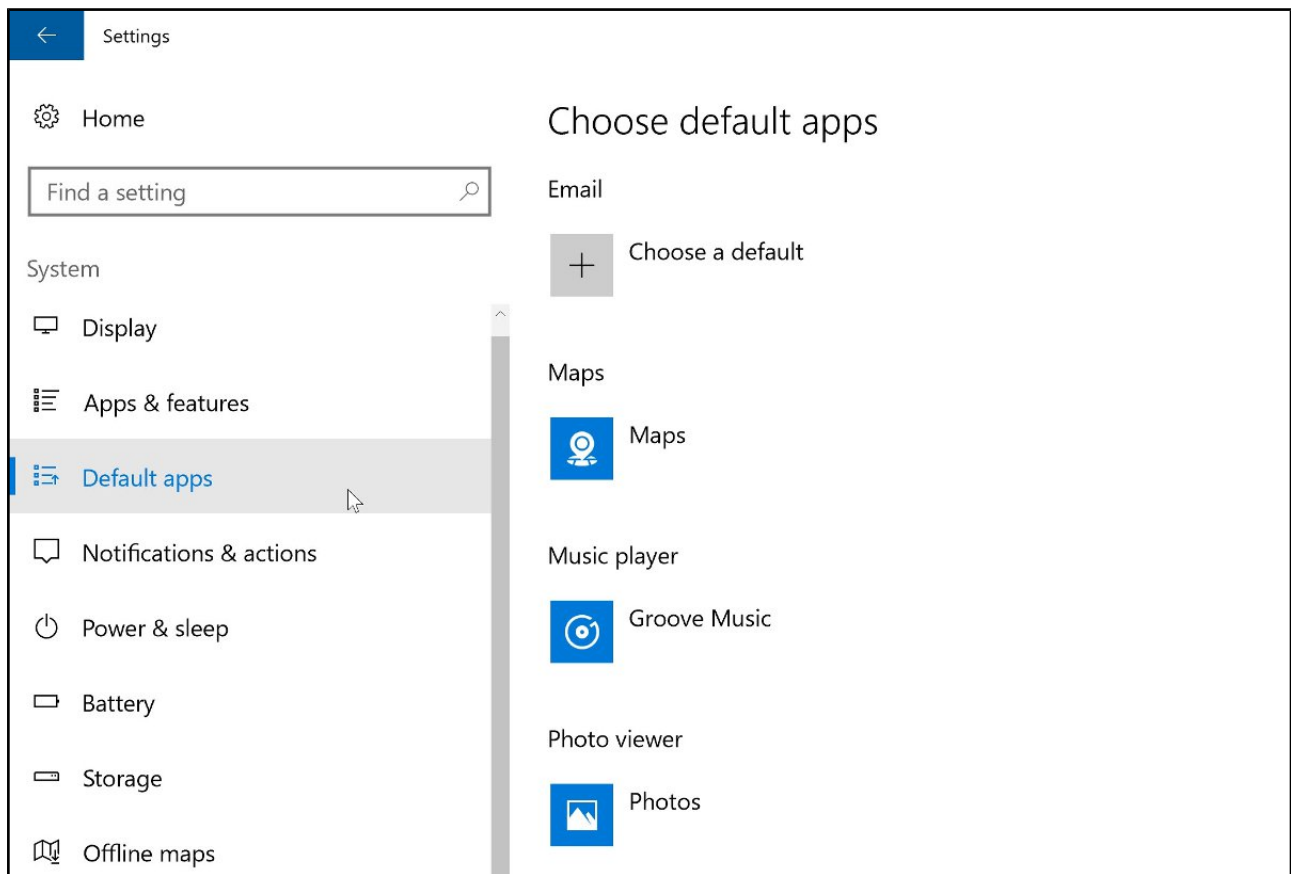 Settings
Home
Find a setting
System
Display
Apps & features
Default apps
Notifications & actions
Power & sleep
Battery
Storage
Offline maps
Choose default apps
Email
Choose a default
Maps
Maps
Music player
Groove Music
Photo viewer
Photos